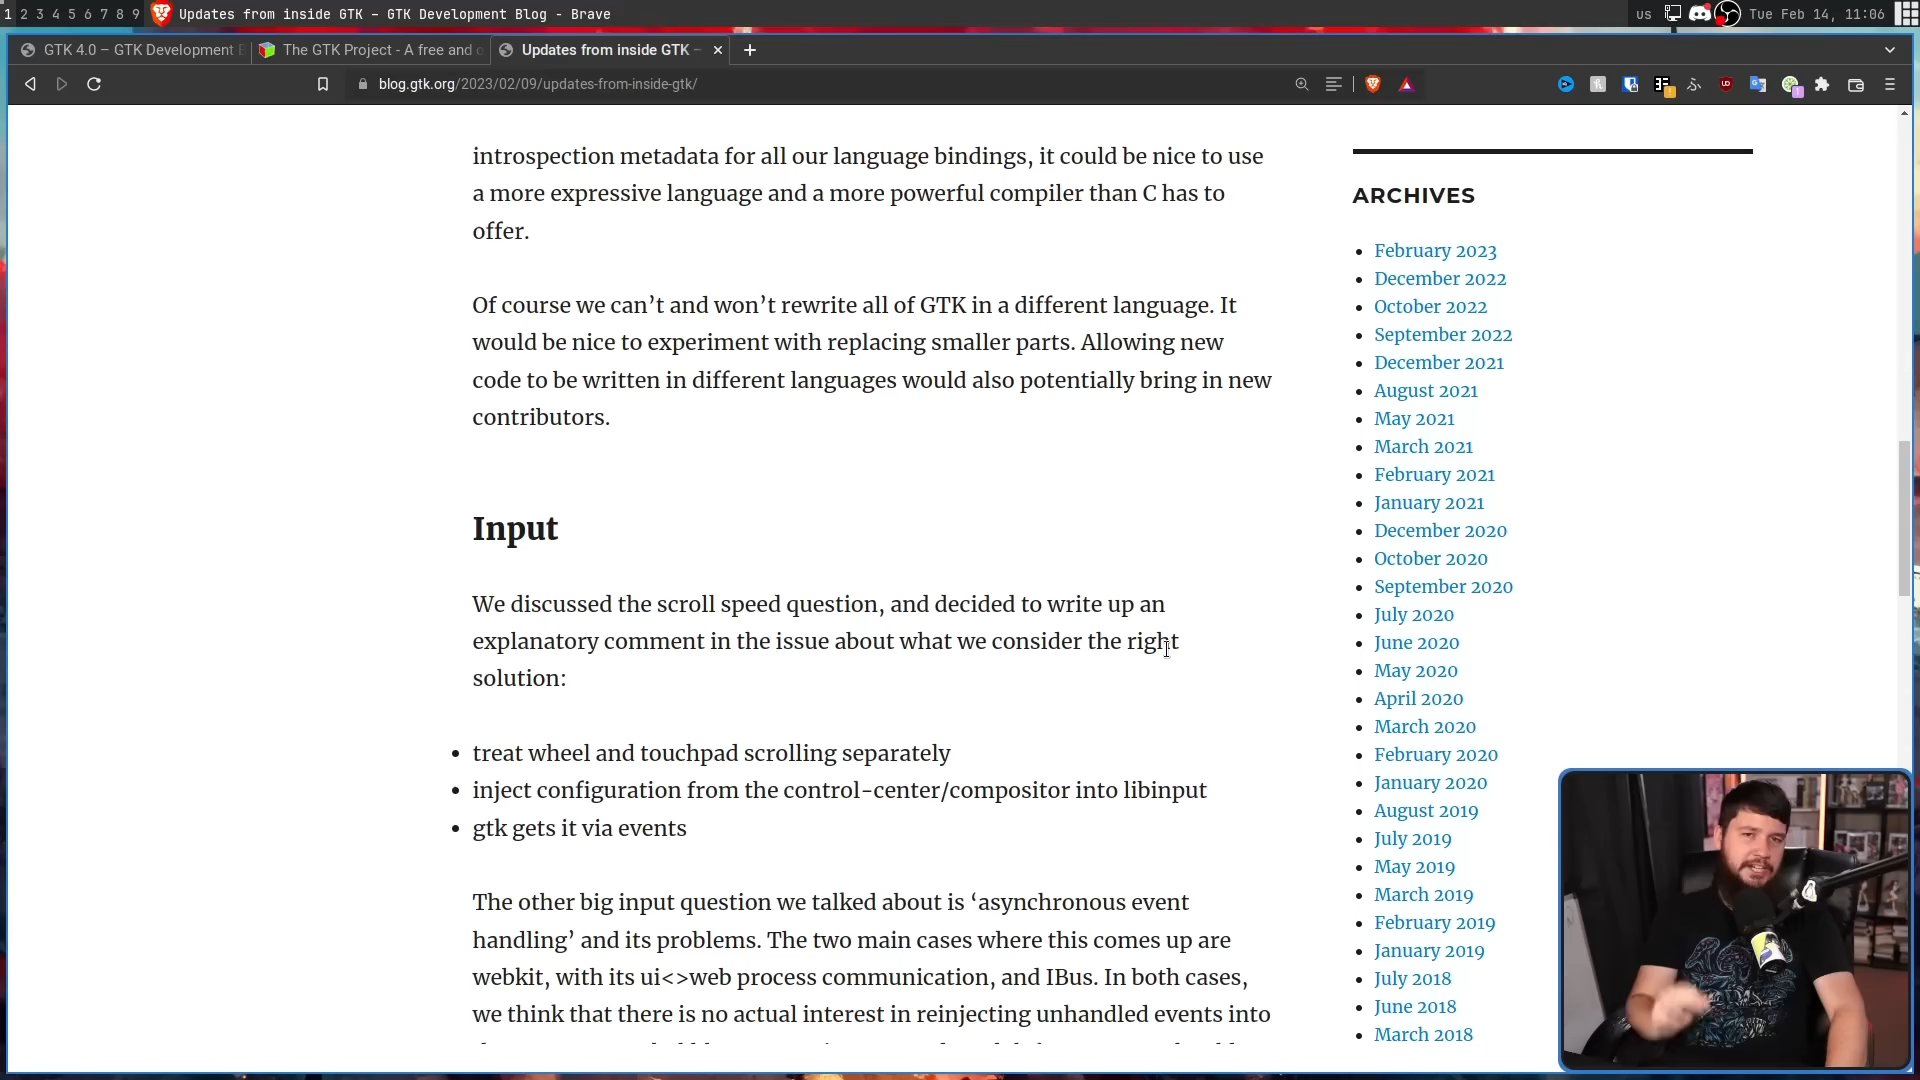 1 2 3 4 5 6 7 8 9 Updates from inside GTK – GTK Development Blog - Brave
us Tue Feb 14, 11:06
GTK 4.0 – GTK Development B
The GTK Project - A free and o
Updates from inside GTK –
blog.gtk.org/2023/02/09/updates-from-inside-gtk/
introspection metadata for all our language bindings, it could be nice to use
a more expressive language and a more powerful compiler than C has to
offer.
Of course we can’t and won’t rewrite all of GTK in a different language. It
would be nice to experiment with replacing smaller parts. Allowing new
code to be written in different languages would also potentially bring in new
contributors.
Input
We discussed the scroll speed question, and decided to write up an
explanatory comment in the issue about what we consider the right
solution:
• treat wheel and touchpad scrolling separately
• inject configuration from the control-center/compositor into libinput
• gtk gets it via events
The other big input question we talked about is ‘asynchronous event
handling’ and its problems. The two main cases where this comes up are
webkit, with its ui<>web process communication, and IBus. In both cases,
we think that there is no actual interest in reinjecting unhandled events into
ARCHIVES
• February 2023
• December 2022
• October 2022
• September 2022
• December 2021
• August 2021
• May 2021
• March 2021
• February 2021
• January 2021
• December 2020
• October 2020
• September 2020
• July 2020
• June 2020
• May 2020
• April 2020
• March 2020
• February 2020
• January 2020
• August 2019
• July 2019
• May 2019
• March 2019
• February 2019
• January 2019
• July 2018
• June 2018
• March 2018